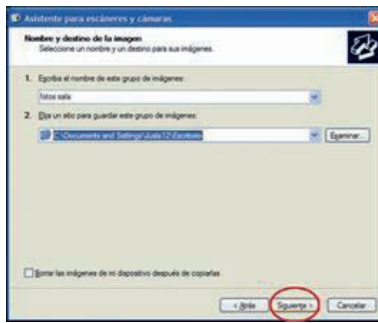 Asistente para escáneres y cámaras
Nombre y destino de la imagen
Seleccione un nombre y un destino para sus imágenes.
1. Escriba el nombre de este grupo de imágenes:
fotos sala
2. Elija un sitio para guardar este grupo de imágenes:
C:\Documents and Settings\Aula12\Escritorio
Examinar...
Borrar las imágenes de mi dispositivo después de copiarlas
< Atrás
Siguiente >
Cancelar